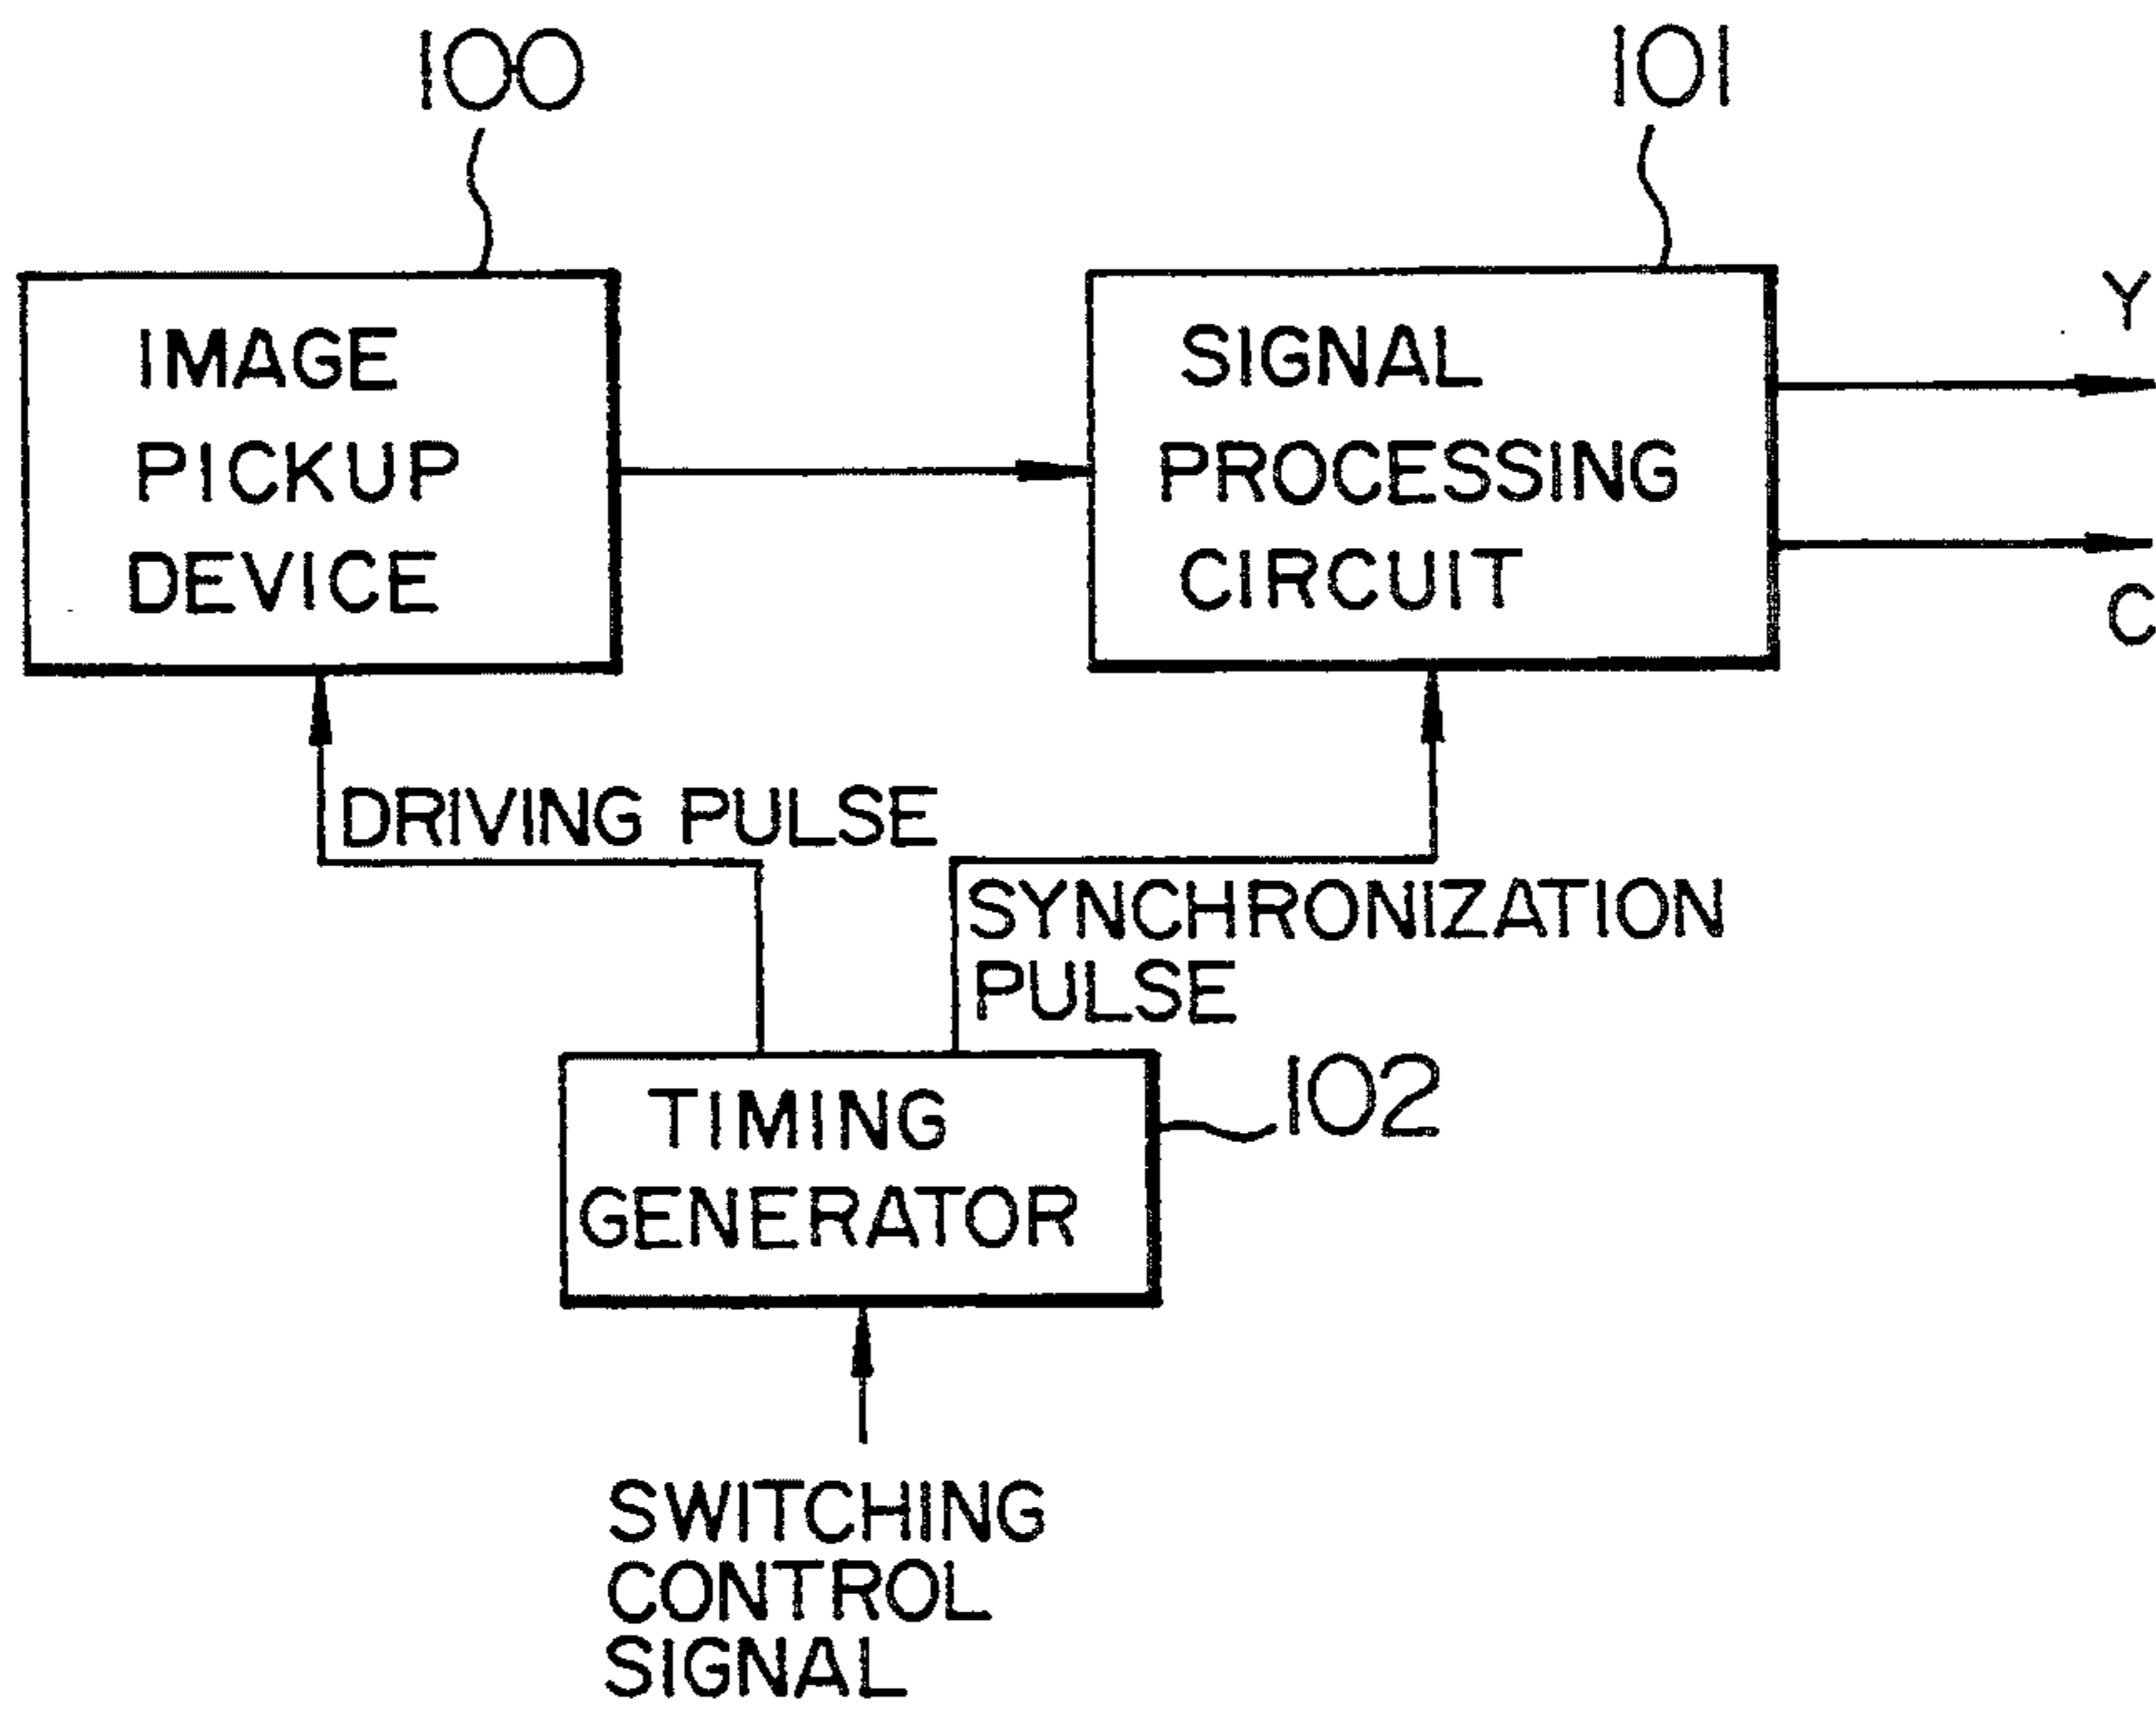 100
101
IMAGE
PICKUP
DEVICE
SIGNAL
PROCESSING
CIRCUIT
Y
C
DRIVING PULSE
SYNCHRONIZATION
PULSE
TIMING
GENERATOR
102
SWITCHING
CONTROL
SIGNAL